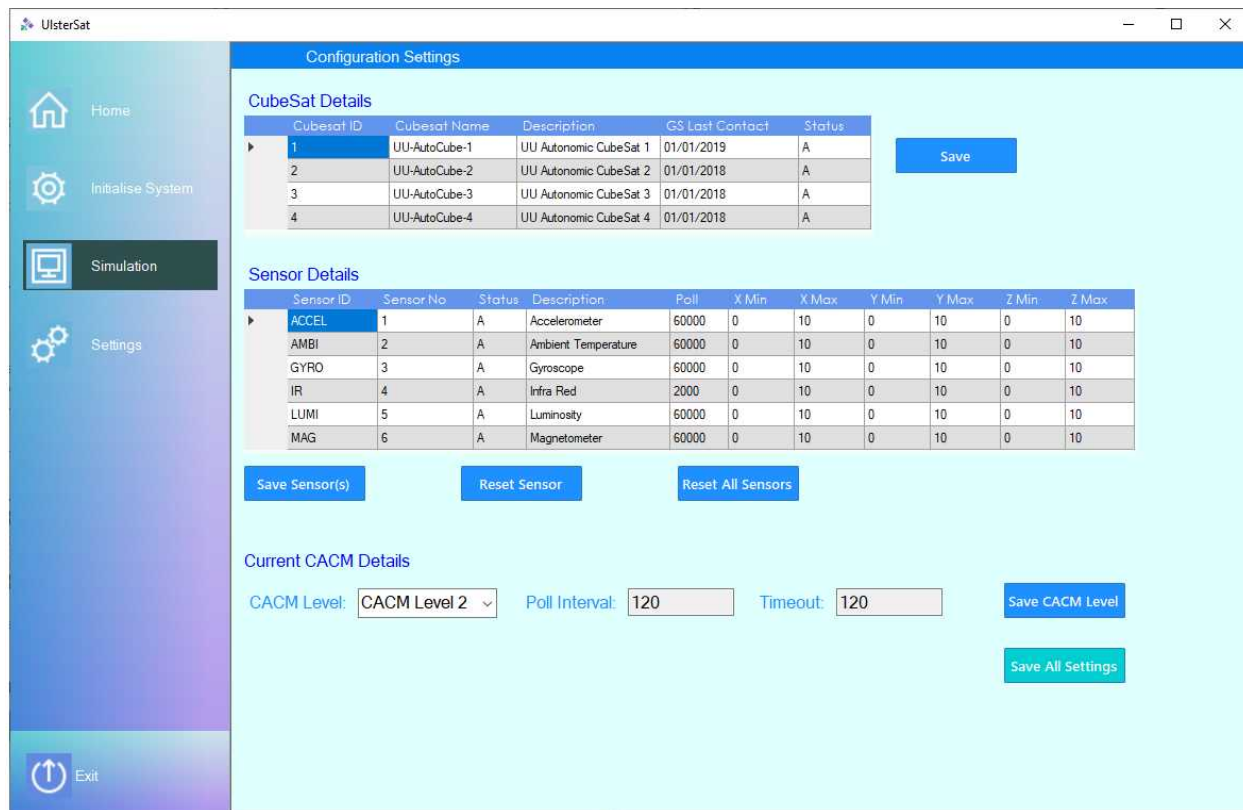 UlsterSat
Configuration Settings
Home
Initialise System
Simulation
Settings
Exit
CubeSat Details
Cubesat ID Cubesat Name Description GS Last Contact Status
1 UU-AutoCube-1 UU Autonomic CubeSat 1 01/01/2019 A
2 UU-AutoCube-2 UU Autonomic CubeSat 2 01/01/2018 A
3 UU-AutoCube-3 UU Autonomic CubeSat 3 01/01/2018 A
4 UU-AutoCube-4 UU Autonomic CubeSat 4 01/01/2018 A
Save
Sensor Details
Sensor ID Sensor No Status Description Poll X Min X Max Y Min Y Max Z Min Z Max
ACCEL 1 A Accelerometer 60000 0 10 0 10 0 10
AMBI 2 A Ambient Temperature 60000 0 10 0 10 0 10
GYRO 3 A Gyroscope 60000 0 10 0 10 0 10
IR 4 A Infra Red 2000 0 10 0 10 0 10
LUMI 5 A Luminosity 60000 0 10 0 10 0 10
MAG 6 A Magnetometer 60000 0 10 0 10 0 10
Save Sensor(s) Reset Sensor Reset All Sensors
Current CACM Details
CACM Level: CACM Level 2 Poll Interval: 120 Timeout: 120 Save CACM Level
Save All Settings